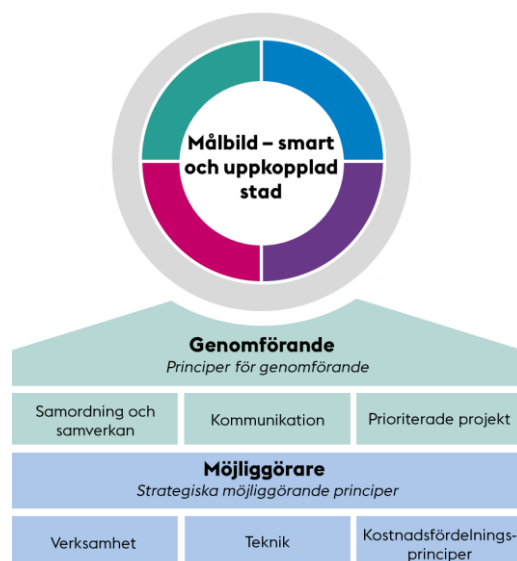 Målbild – smart
och uppkopplad
stad
Genomförande
Principer för genomförande
Samordning och
samverkan
Kommunikation
Prioriterade projekt
Möjliggörare
Strategiska möjliggörande principer
Verksamhet
Teknik
Kostnadsfördelnings-
principer